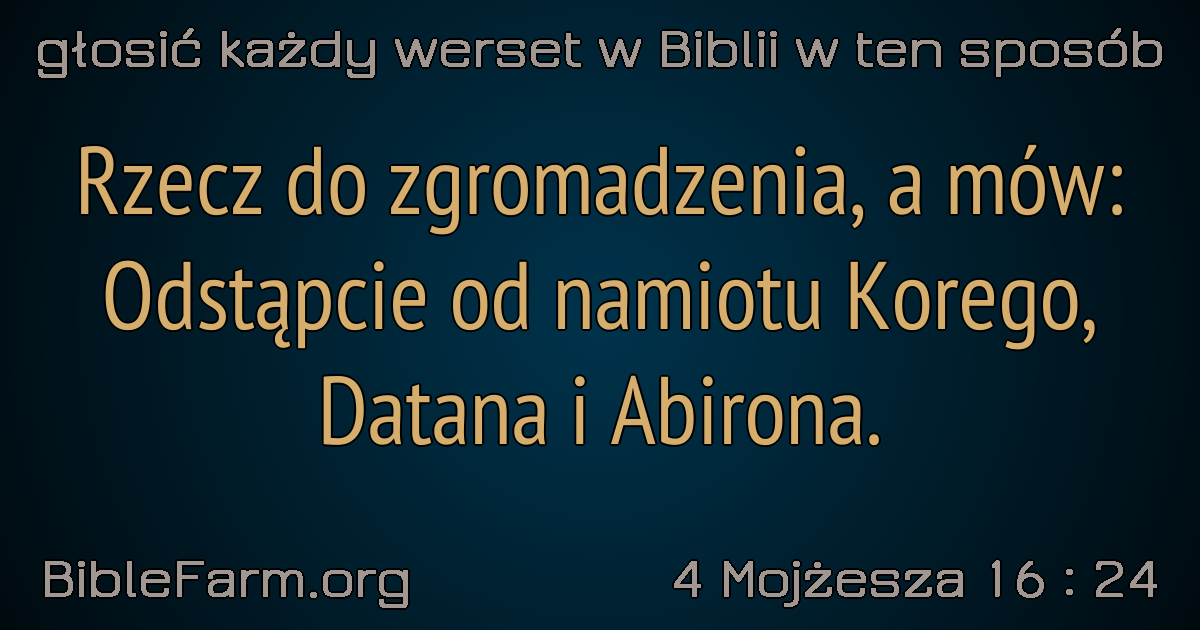 głosić każdy werset w Biblii w ten sposób
Rzecz do zgromadzenia, a mów:
Odstąpcie od namiotu Korego,
Datana i Abirona.
BibleFarm.org
4 Mojżesza 16 : 24